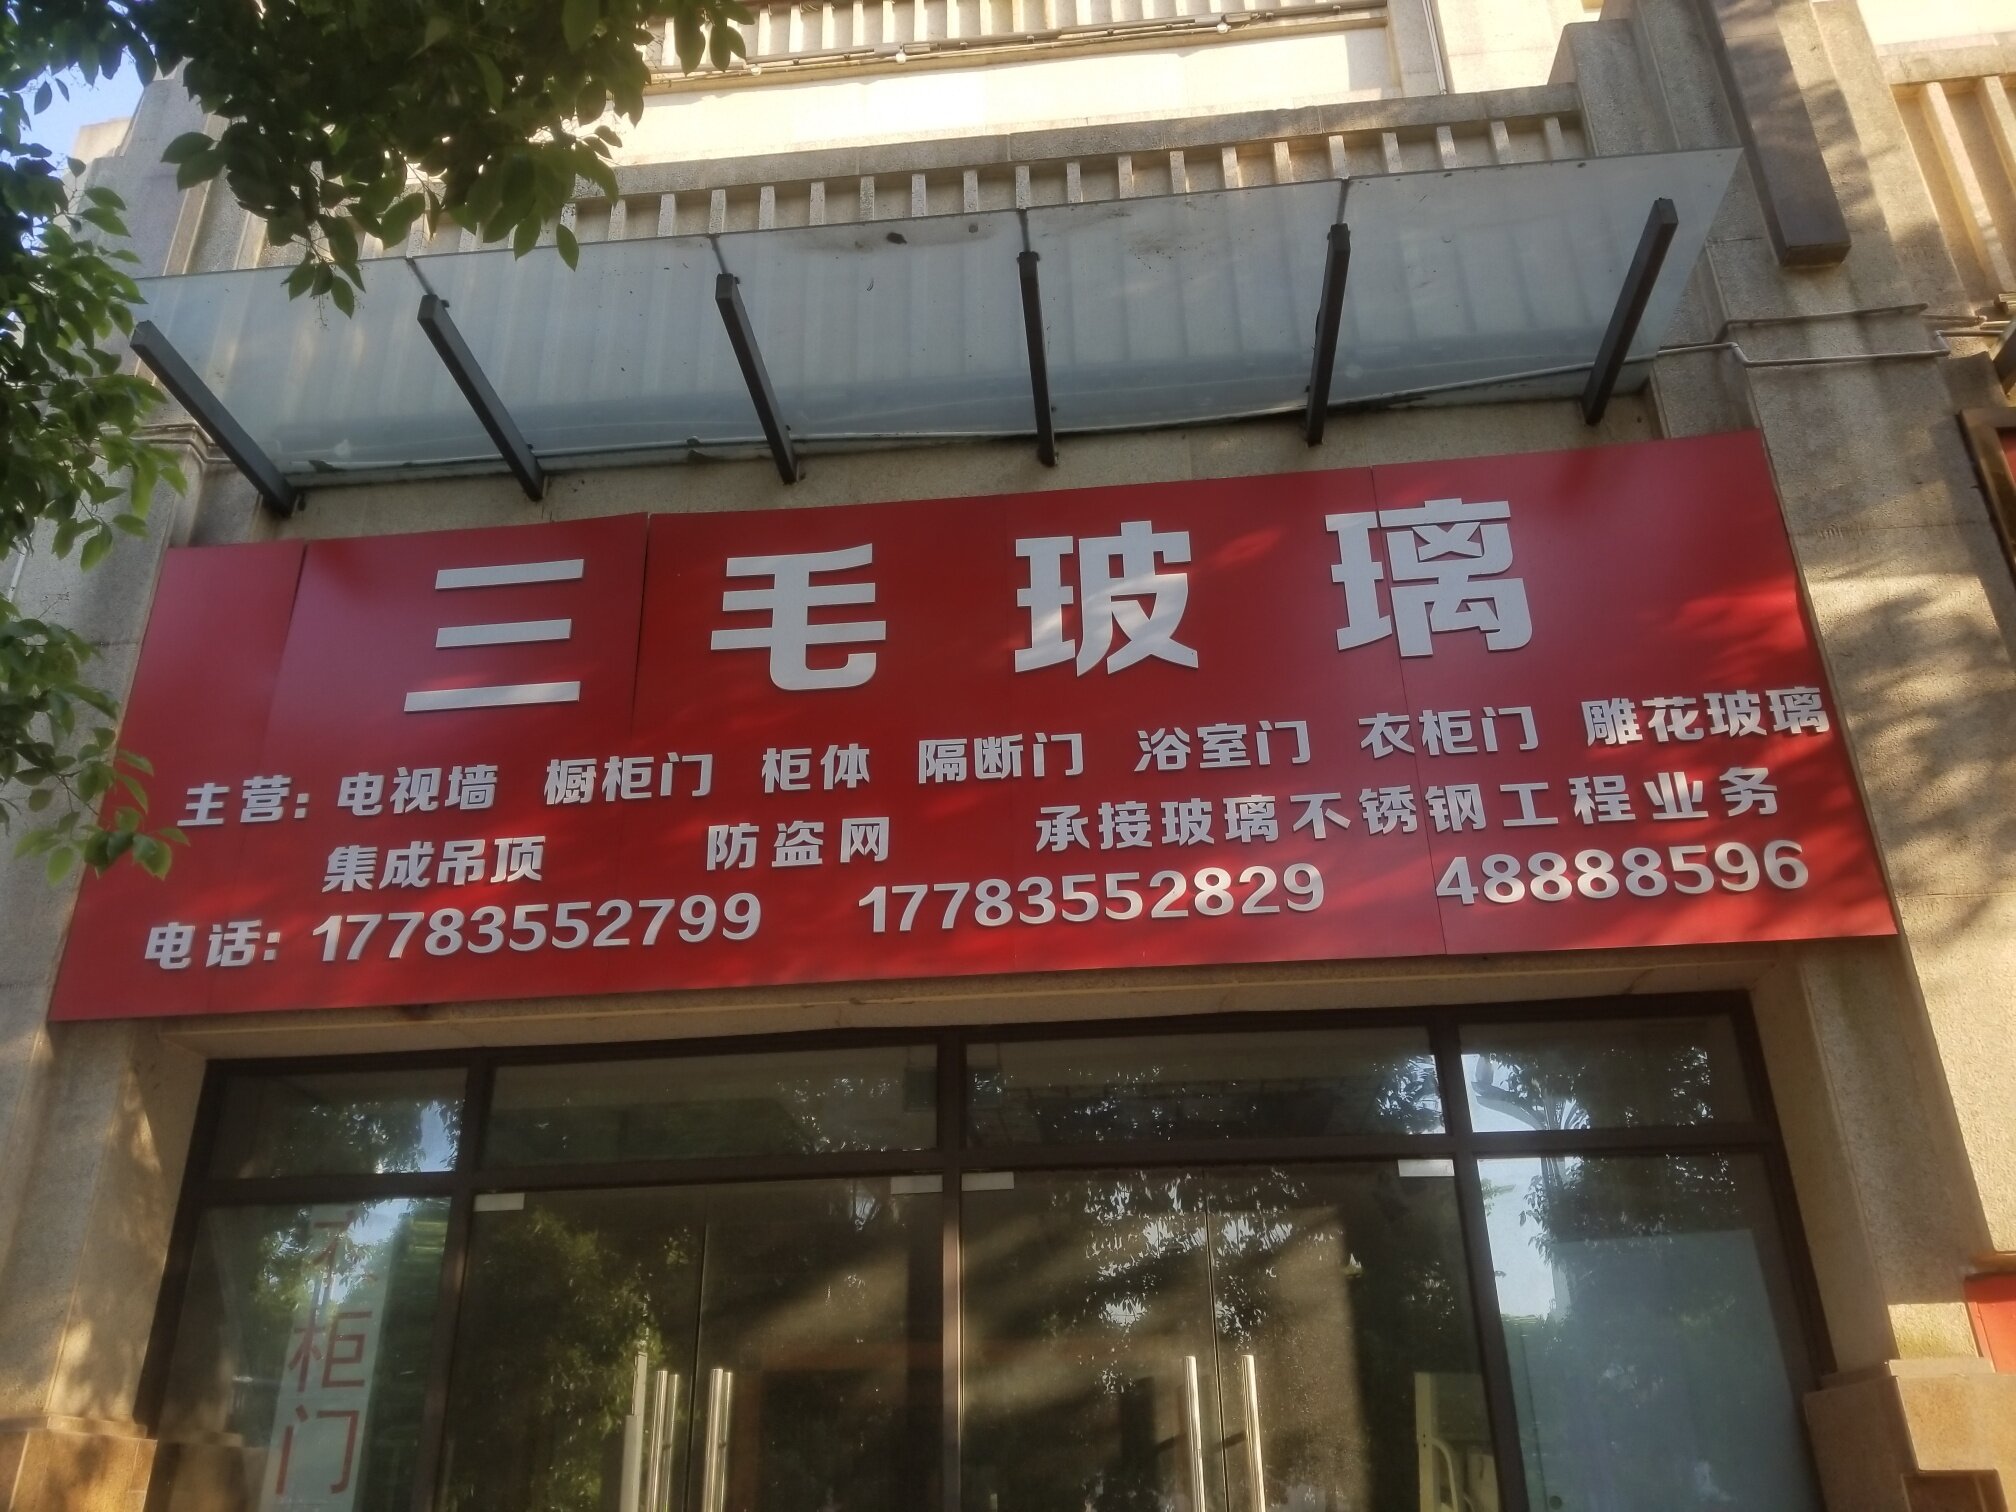 三毛玻璃
主营: 电视墙 橱柜门 柜体 隔断门 浴室门 衣柜门 雕花玻璃
集成吊顶 防盗网 承接玻璃不锈钢工程业务
电话: 17783552799 17783552829 48888596
衣柜门